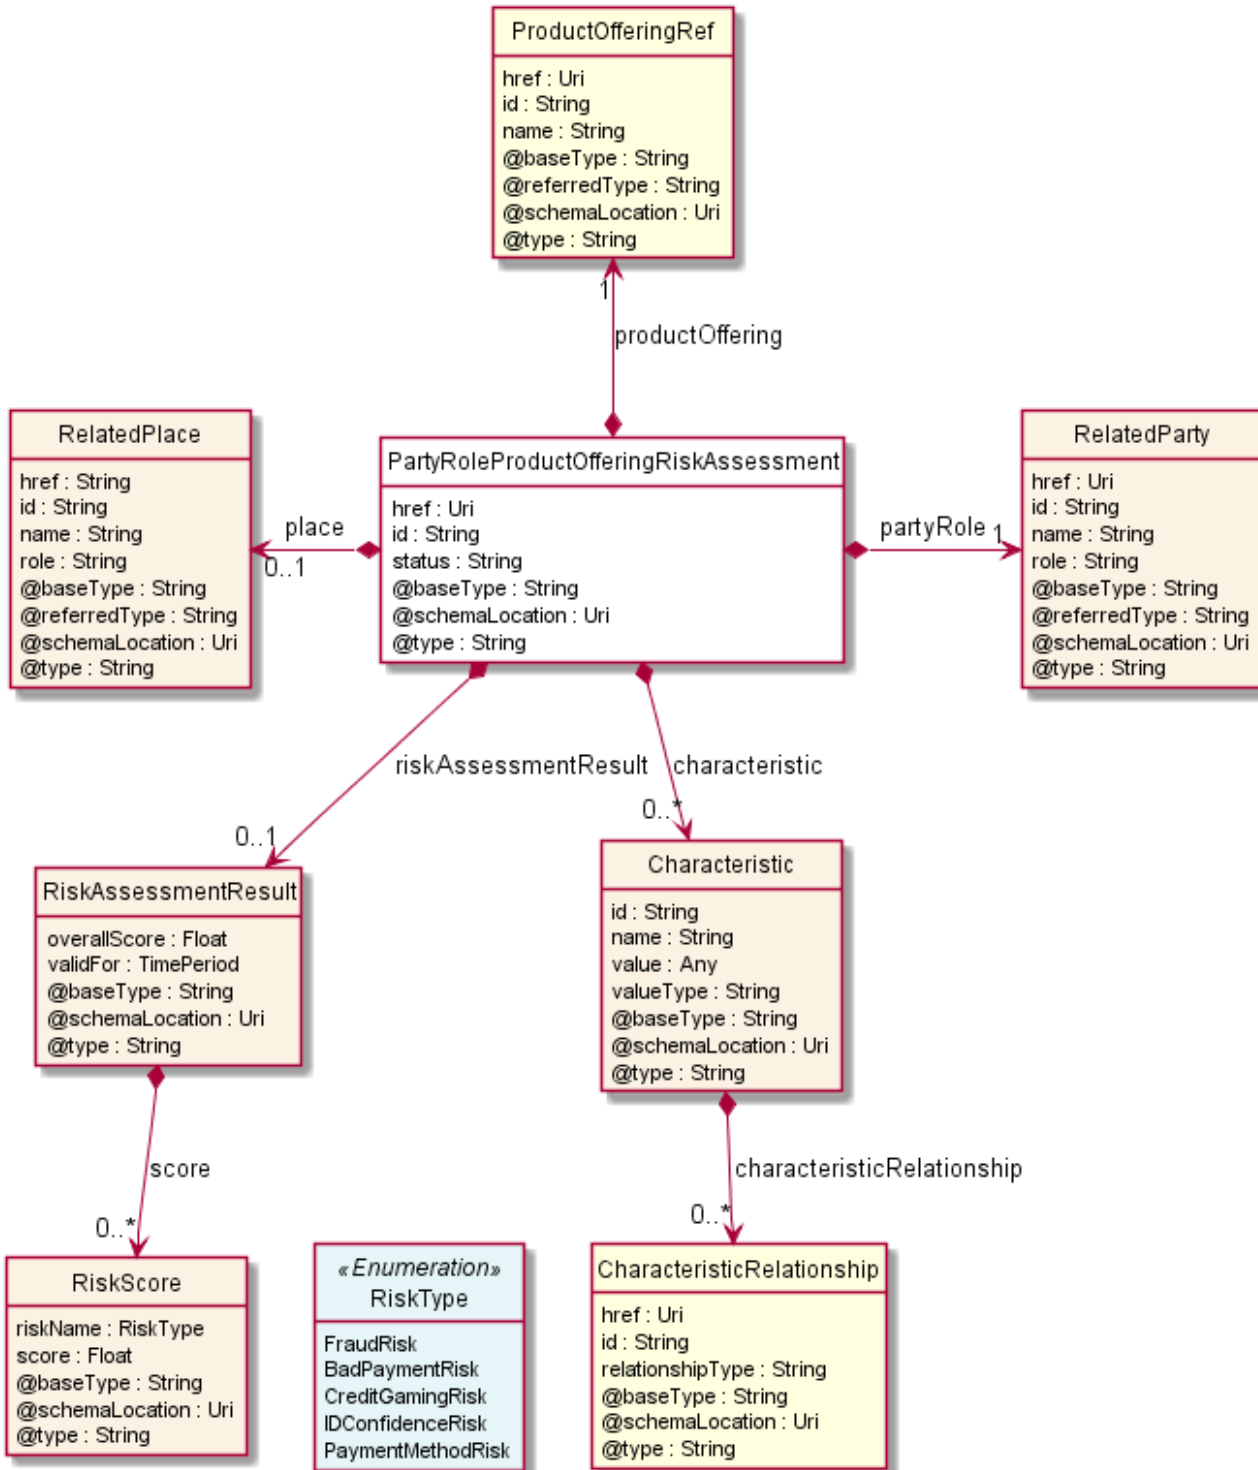 ProductOfferingRef
href : Uri
id : String
name : String
@baseType : String
@referredType : String
@schemaLocation : Uri
@type : String
1
productOffering
RelatedPlace
href : String
id : String
name : String
role : String
@baseType : String
@referredType : String
@schemaLocation : Uri
@type : String
place
0..1
PartyRoleProductOfferingRiskAssessment
href : Uri
id : String
status : String
@baseType : String
@schemaLocation : Uri
@type : String
partyRole
1
RelatedParty
href : Uri
id : String
name : String
role : String
@baseType : String
@referredType : String
@schemaLocation : Uri
@type : String
riskAssessmentResult
0..1
characteristic
0..*
RiskAssessmentResult
overallScore : Float
validFor : TimePeriod
@baseType : String
@schemaLocation : Uri
@type : String
Characteristic
id : String
name : String
value : Any
valueType : String
@baseType : String
@schemaLocation : Uri
@type : String
score
0..*
characteristicRelationship
0..*
RiskScore
riskName : RiskType
score : Float
@baseType : String
@schemaLocation : Uri
@type : String
«Enumeration»
RiskType
FraudRisk
BadPaymentRisk
CreditGamingRisk
IDConfidenceRisk
PaymentMethodRisk
CharacteristicRelationship
href : Uri
id : String
relationshipType : String
@baseType : String
@schemaLocation : Uri
@type : String